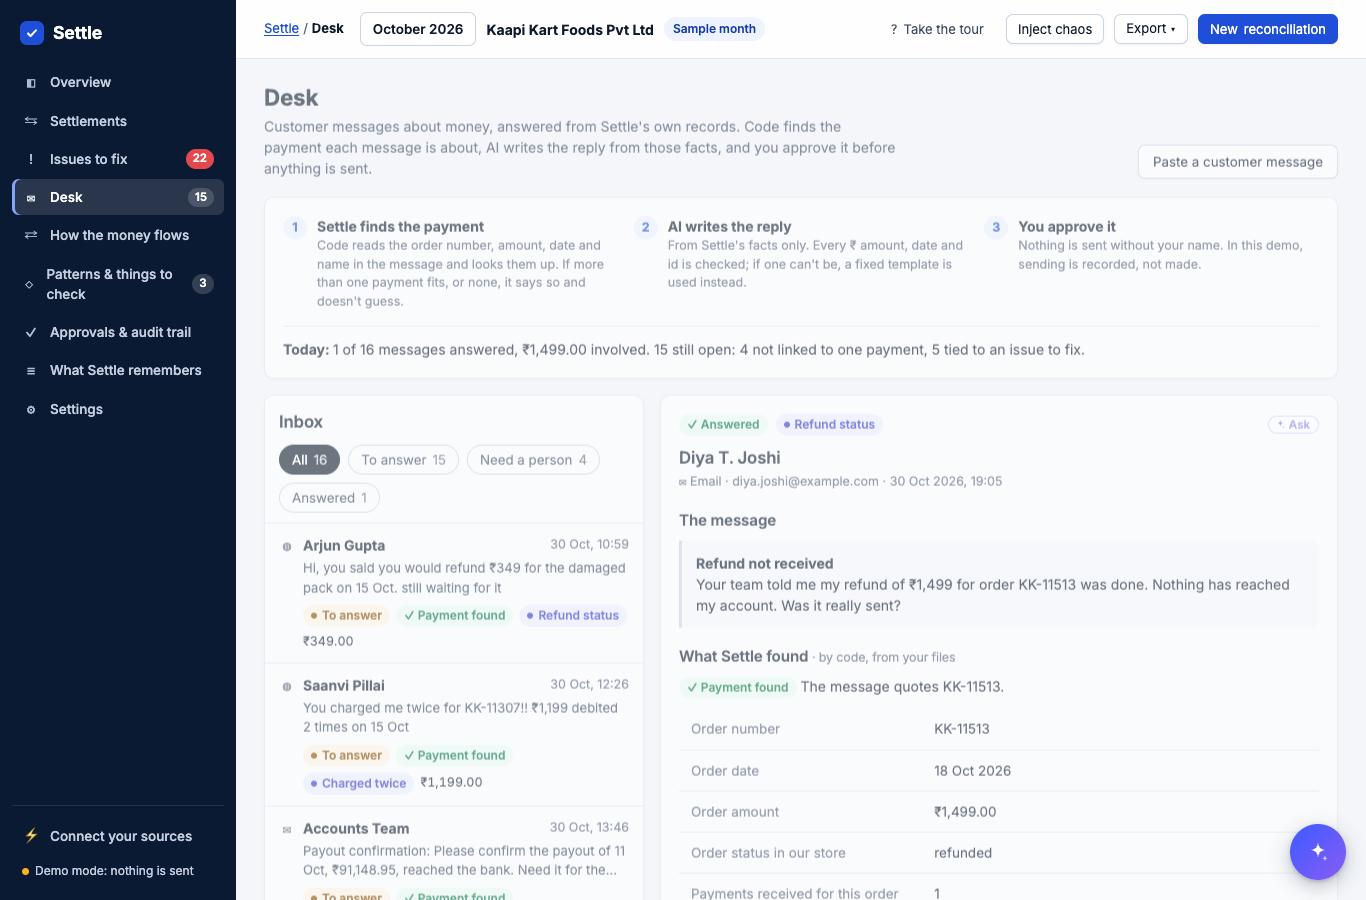 Settle
Overview
Settlements
Issues to fix 22
Desk 15
How the money flows
Patterns & things to
check
3
Approvals & audit trail
What Settle remembers
Settings
Connect your sources
Demo mode: nothing is sent
Settle / Desk October 2026 Kaapi Kart Foods Pvt Ltd Sample month ? Take the tour Inject chaos Export New reconciliation
Desk
Customer messages about money, answered from Settle's own records. Code finds the
payment each message is about, AI writes the reply from those facts, and you approve it before
anything is sent.
Paste a customer message
1 Settle finds the payment
Code reads the order number, amount, date and
name in the message and looks them up. If more
than one payment fits, or none, it says so and
doesn't guess.
2 AI writes the reply
From Settle's facts only. Every ₹ amount, date and
id is checked; if one can't be, a fixed template is
used instead.
3 You approve it
Nothing is sent without your name. In this demo,
sending is recorded, not made.
Today: 1 of 16 messages answered, ₹1,499.00 involved. 15 still open: 4 not linked to one payment, 5 tied to an issue to fix.
Inbox
All 16 To answer 15 Need a person 4
Answered 1
Arjun Gupta 30 Oct, 10:59
Hi, you said you would refund ₹349 for the damaged
pack on 15 Oct. still waiting for it
To answer ✓ Payment found Refund status
₹349.00
Saanvi Pillai 30 Oct, 12:26
You charged me twice for KK-11307!! ₹1,199 debited
2 times on 15 Oct
To answer ✓ Payment found
Charged twice ₹1,199.00
Accounts Team 30 Oct, 13:46
Payout confirmation: Please confirm the payout of 11
Oct, ₹91,148.95, reached the bank. Need it for the...
To answer ✓ Payment found
✓ Answered Refund status Ask
Diya T. Joshi
Email · diya.joshi@example.com · 30 Oct 2026, 19:05
The message
Refund not received
Your team told me my refund of ₹1,499 for order KK-11513 was done. Nothing has reached
my account. Was it really sent?
What Settle found · by code, from your files
✓ Payment found The message quotes KK-11513.
Order number KK-11513
Order date 18 Oct 2026
Order amount ₹1,499.00
Order status in our store refunded
Payments received for this order 1